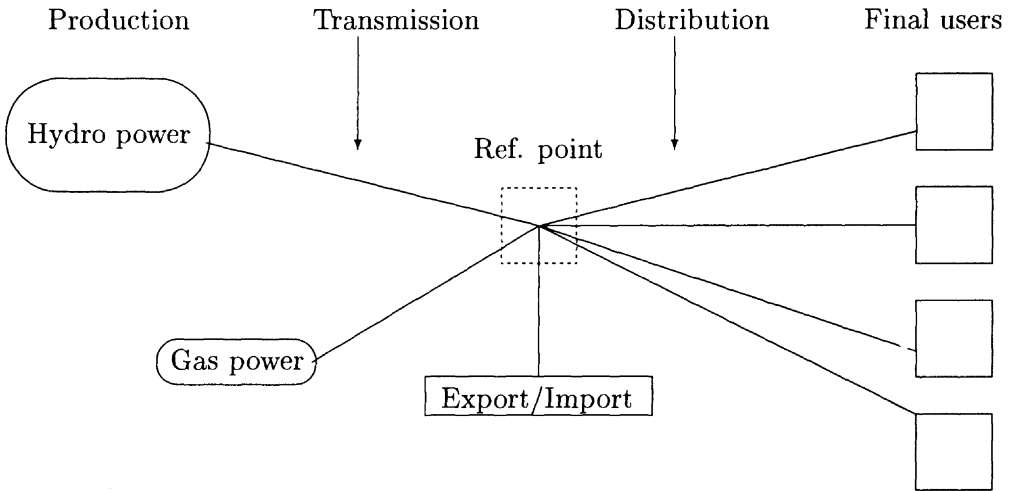 Production
Transmission
Distribution
Final users
Hydro power
Ref. point
Gas power
Export/Import